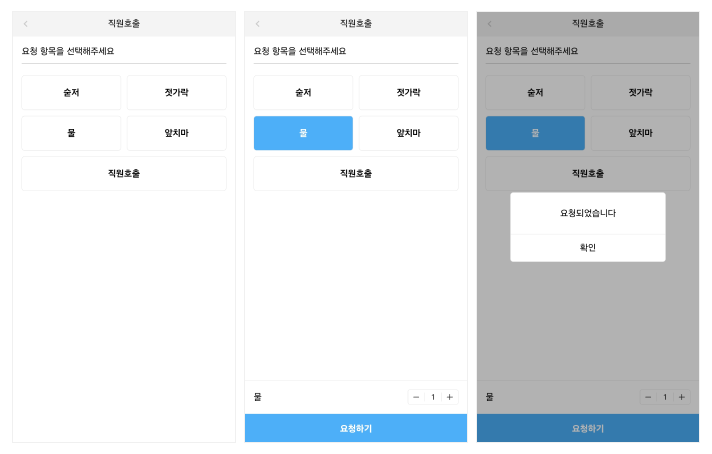 직원호출
요청 항목을 선택해주세요
숟저
젓가락
물
앞치마
직원호출
직원호출
요청 항목을 선택해주세요
숟저
젓가락
물
앞치마
직원호출
물
− 1 +
요청하기
직원호출
요청 항목을 선택해주세요
숟저
젓가락
물
앞치마
직원호출
요청되었습니다
확인
물
− 1 +
요청하기